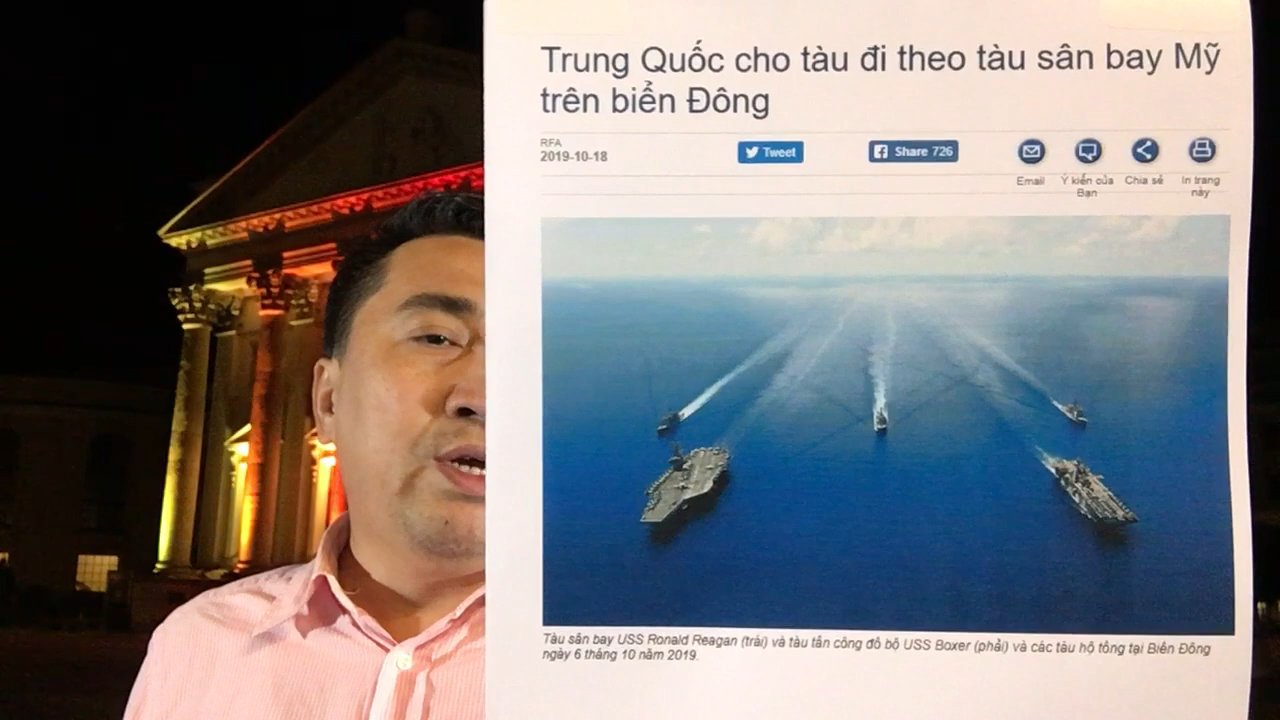 Trung Quốc cho tàu đi theo tàu sân bay Mỹ
trên biển Đông
RFA
2019-10-18
Tweet
Share 726
Email
Ý kiến của
Bạn
Chia sẻ
In trang
này
Tàu sân bay USS Ronald Reagan (trái) và tàu tấn công đổ bộ USS Boxer (phải) và các tàu hộ tống tại Biển Đông
ngày 6 tháng 10 năm 2019.